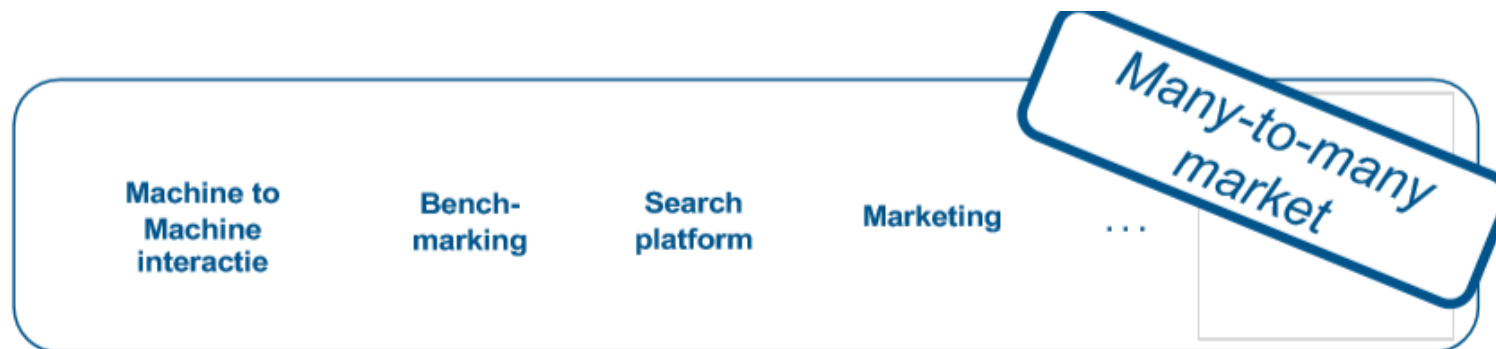 Machine to
Machine
interactie
Bench-
marking
Search
platform
Marketing
...
Many-to-many
market